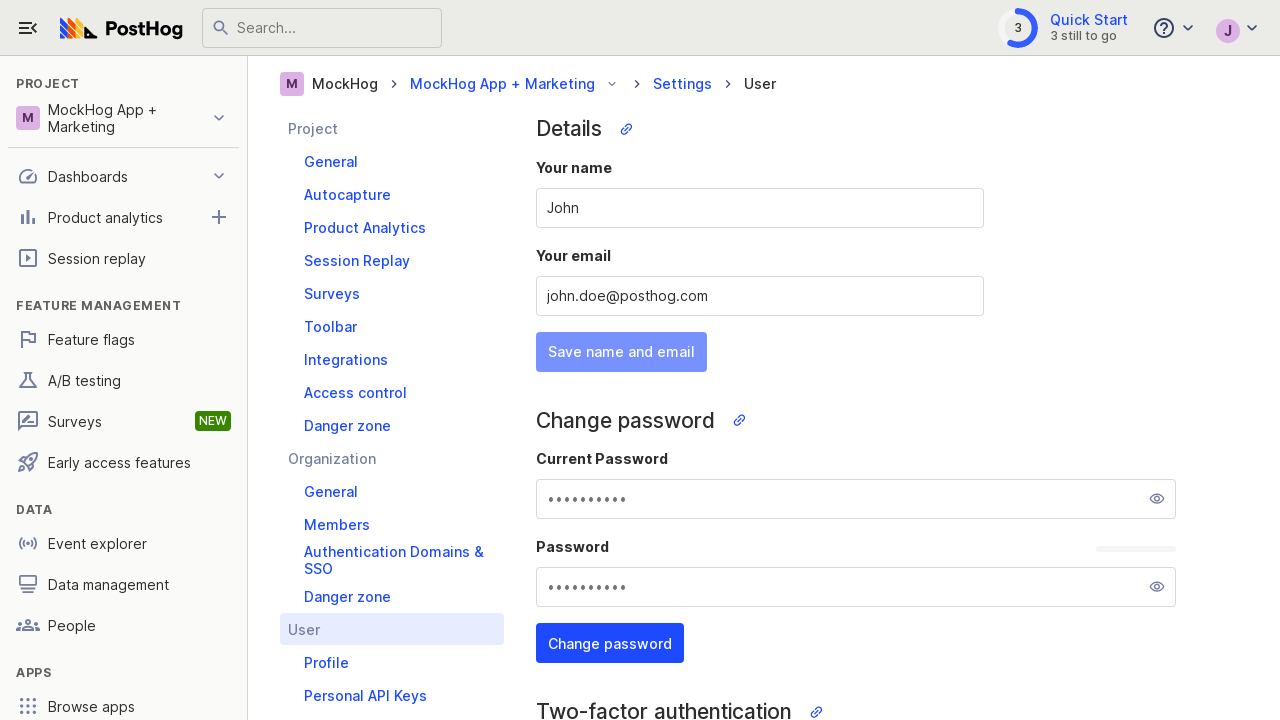 PostHog
Search...
3
Quick Start
3 still to go
J
PROJECT
M
MockHog App +
Marketing
Dashboards
Product analytics
Session replay
FEATURE MANAGEMENT
Feature flags
A/B testing
Surveys
NEW
Early access features
DATA
Event explorer
Data management
People
APPS
Browse apps
M MockHog > MockHog App + Marketing > Settings > User
Project
General
Autocapture
Product Analytics
Session Replay
Surveys
Toolbar
Integrations
Access control
Danger zone
Organization
General
Members
Authentication Domains &
SSO
Danger zone
User
Profile
Personal API Keys
Details
Your name
John
Your email
john.doe@posthog.com
Save name and email
Change password
Current Password
••••••••••
Password
••••••••••
Change password
Two-factor authentication